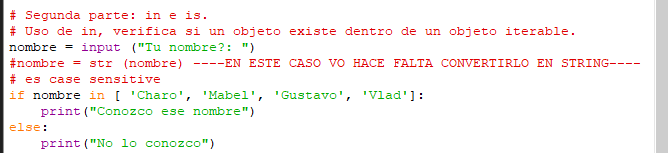 # Segunda parte: in e is.
# Uso de in, verifica si un objeto existe dentro de un objeto iterable.
nombre = input ("Tu nombre?: ")
#nombre = str (nombre) ----EN ESTE CASO VO HACE FALTA CONVERTIRLO EN STRING----
# es case sensitive
if nombre in [ 'Charo', 'Mabel', 'Gustavo', 'Vlad']:
    print("Conozco ese nombre")
else:
    print("No lo conozco")